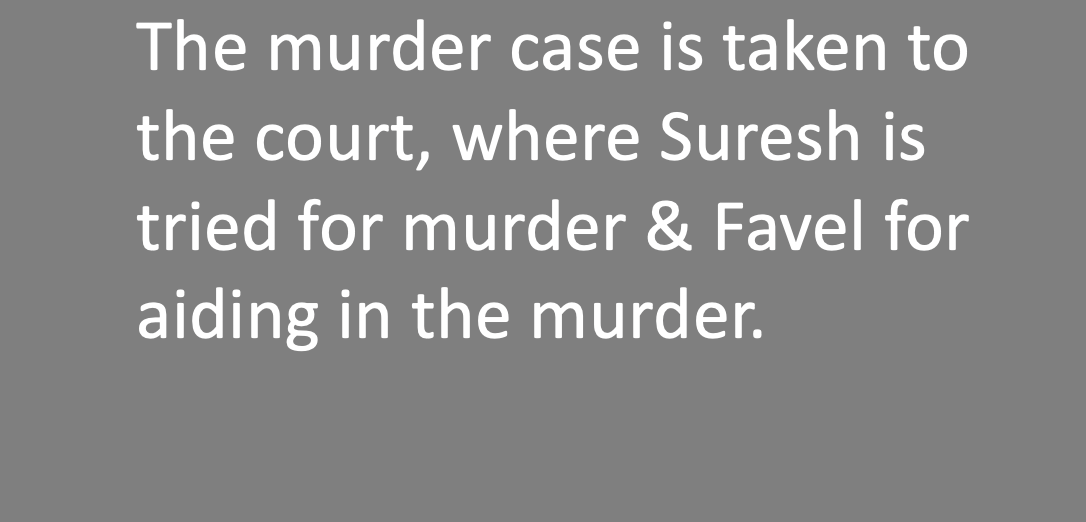 The murder case is taken to
the court, where Suresh is
tried for murder & Favel for
aiding in the murder.